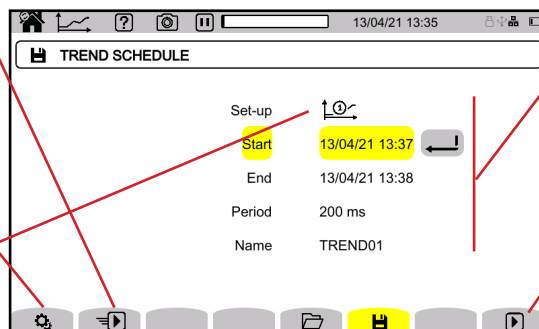 ? 13/04/21 13:35
TREND SCHEDULE
Set-up 1
Start 13/04/21 13:37
End 13/04/21 13:38
Period 200 ms
Name TREND01